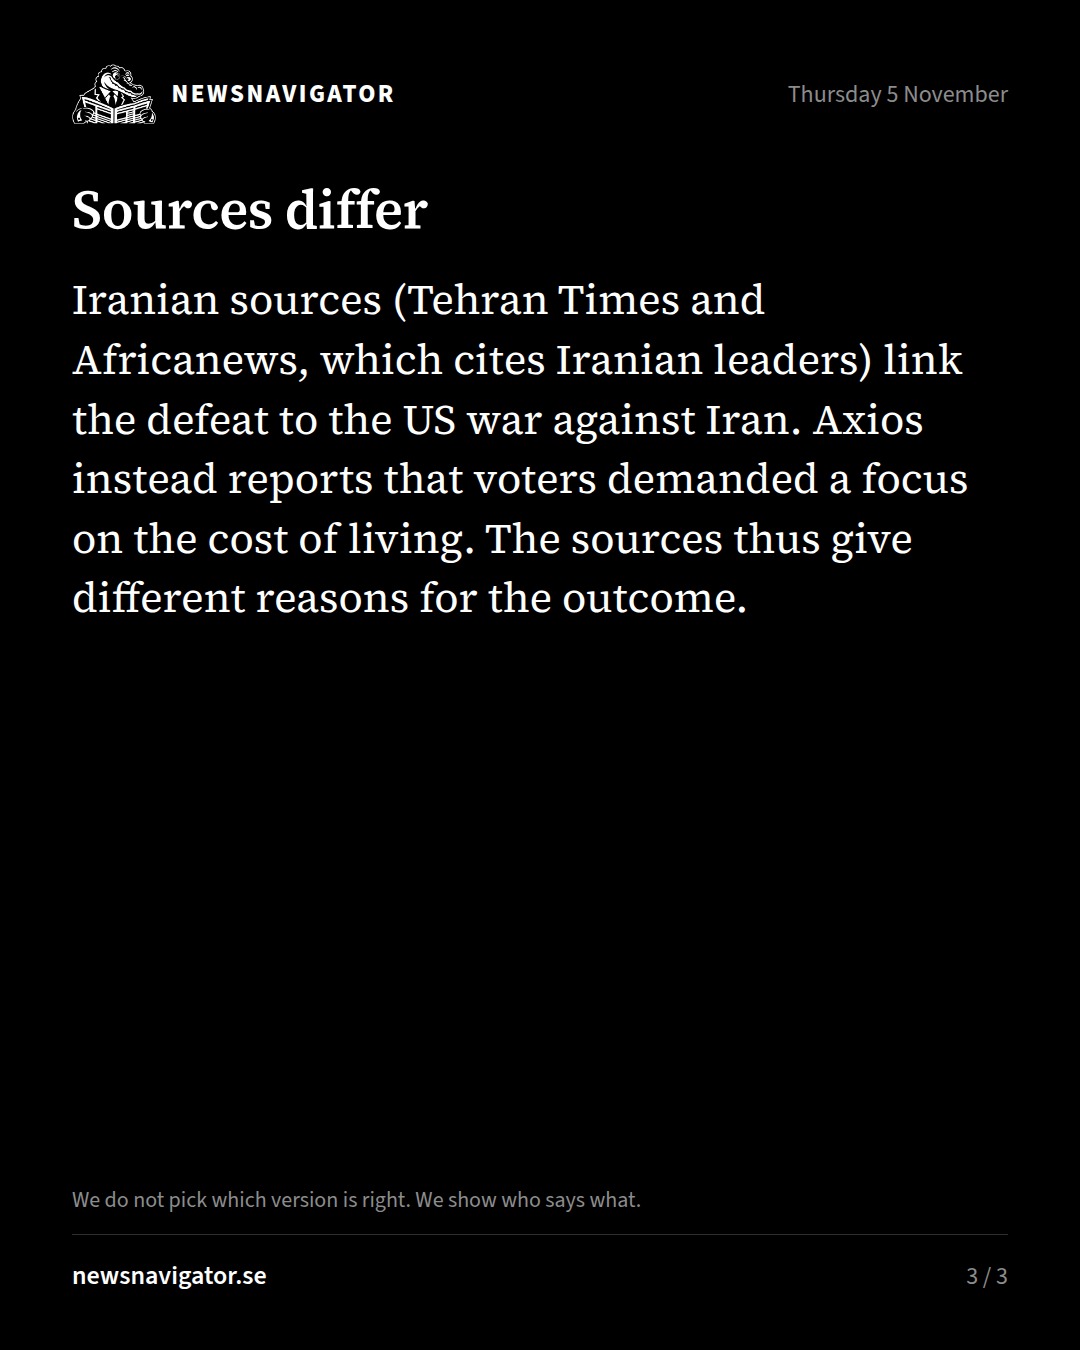 NEWSNAVIGATOR
Thursday 5 November
Sources differ
Iranian sources (Tehran Times and
Africanews, which cites Iranian leaders) link
the defeat to the US war against Iran. Axios
instead reports that voters demanded a focus
on the cost of living. The sources thus give
different reasons for the outcome.
We do not pick which version is right. We show who says what.
newsnavigator.se
3 / 3